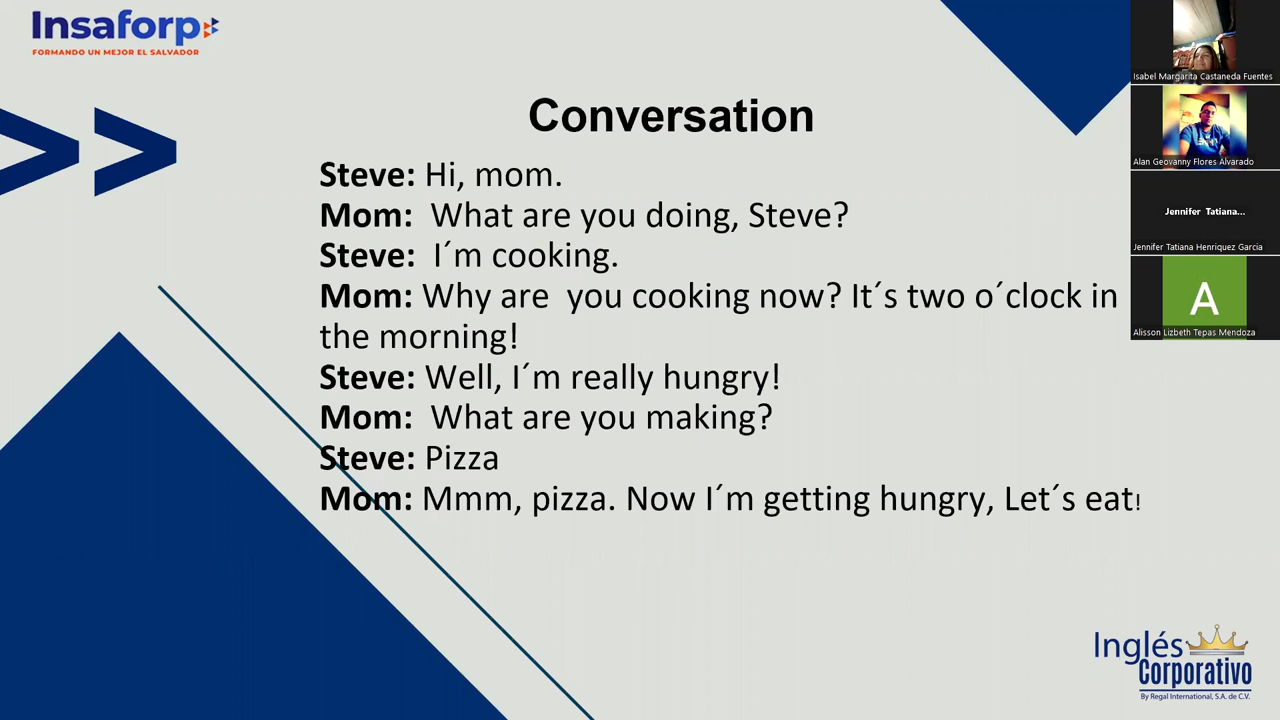 Insaforp
FORMANDO UN MEJOR EL SALVADOR
Conversation
Steve: Hi, mom.
Mom: What are you doing, Steve?
Steve: I´m cooking.
Mom: Why are you cooking now? It´s two o´clock in
the morning!
Steve: Well, I´m really hungry!
Mom: What are you making?
Steve: Pizza
Mom: Mmm, pizza. Now I´m getting hungry, Let´s eat!
Isabel Margarita Castaneda Fuentes
Alan Geovanny Flores Alvarado
Jennifer Tatiana...
Jennifer Tatiana Henriquez Garcia
A
Alisson Lizbeth Tepas Mendoza
Inglés
Corporativo
By Regal International, S.A. de C.V.